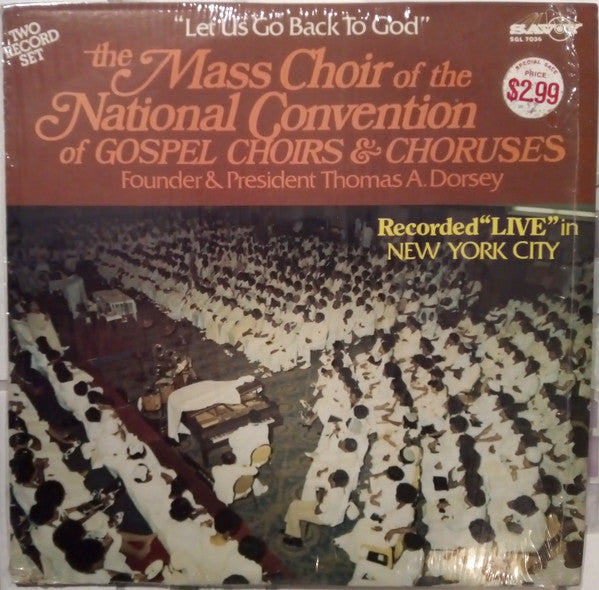 "Let Us Go Back To God"
SAVOY
SGL 7036
TWO
RECORD
SET
the Mass Choir of the
National Convention
of GOSPEL CHOIRS & CHORUSES
Founder & President Thomas A. Dorsey
SPECIAL SALE
PRICE
$2.99
Recorded "LIVE" in
NEW YORK CITY